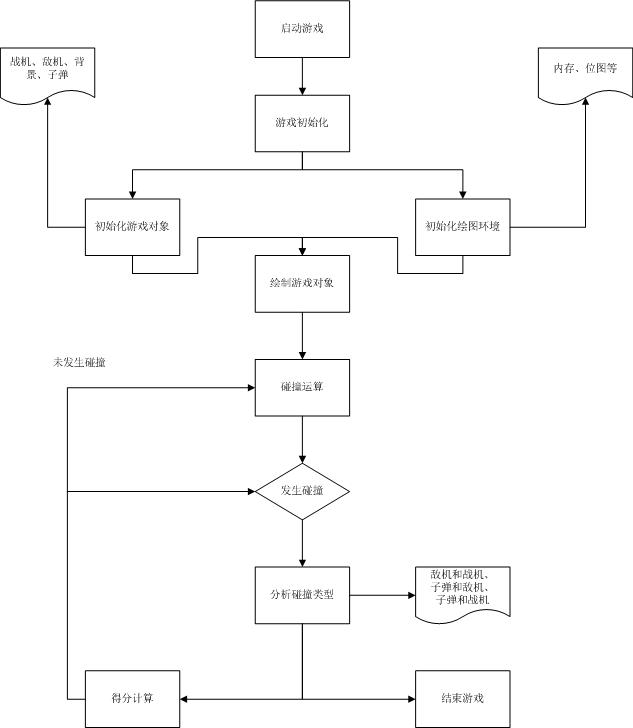 启动游戏
战机、敌机、背
景、子弹
内存、位图等
游戏初始化
初始化游戏对象
初始化绘图环境
绘制游戏对象
未发生碰撞
碰撞运算
发生碰撞
分析碰撞类型
敌机和战机、
子弹和敌机、
子弹和战机
得分计算
结束游戏